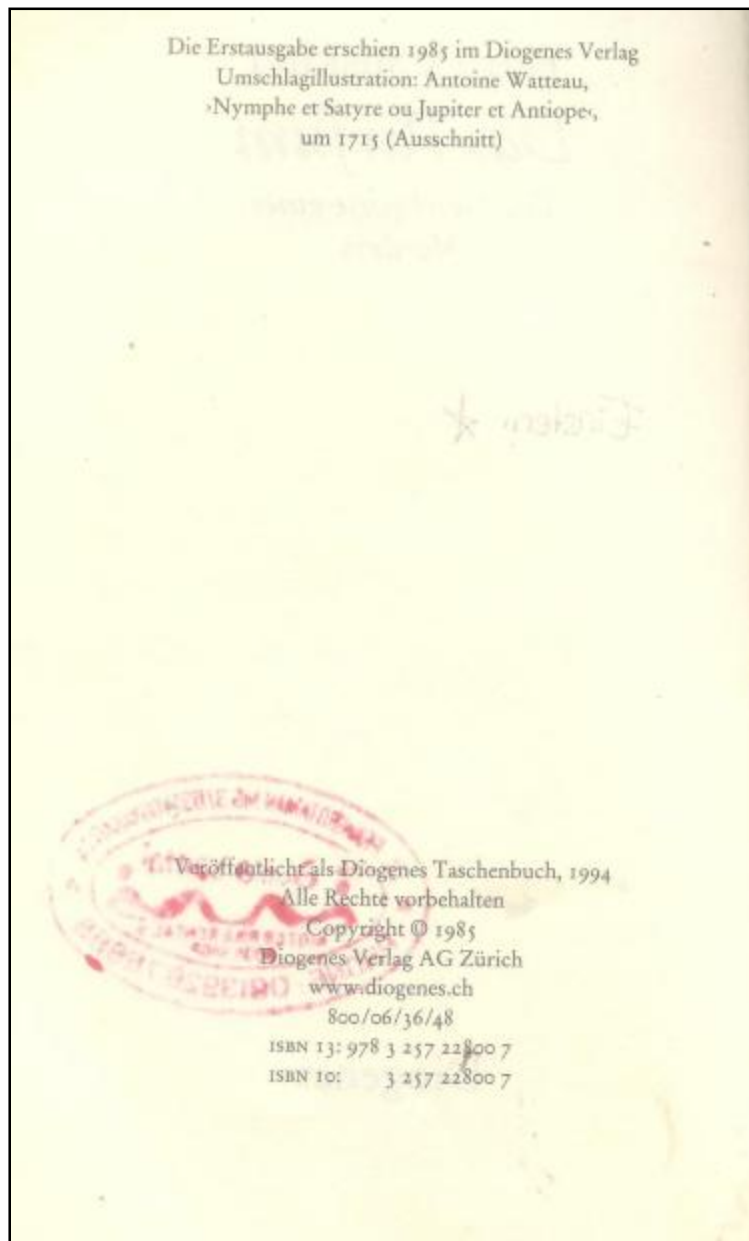 Die Erstausgabe erschien 1985 im Diogenes Verlag
Umschlagillustration: Antoine Watteau,
›Nymphe et Satyre ou Jupiter et Antiope‹,
um 1715 (Ausschnitt)
Veröffentlicht als Diogenes Taschenbuch, 1994
Alle Rechte vorbehalten
Copyright © 1985
Diogenes Verlag AG Zürich
www.diogenes.ch
800/06/36/48
ISBN 13: 978 3 257 22800 7
ISBN 10: 3 257 22800 7